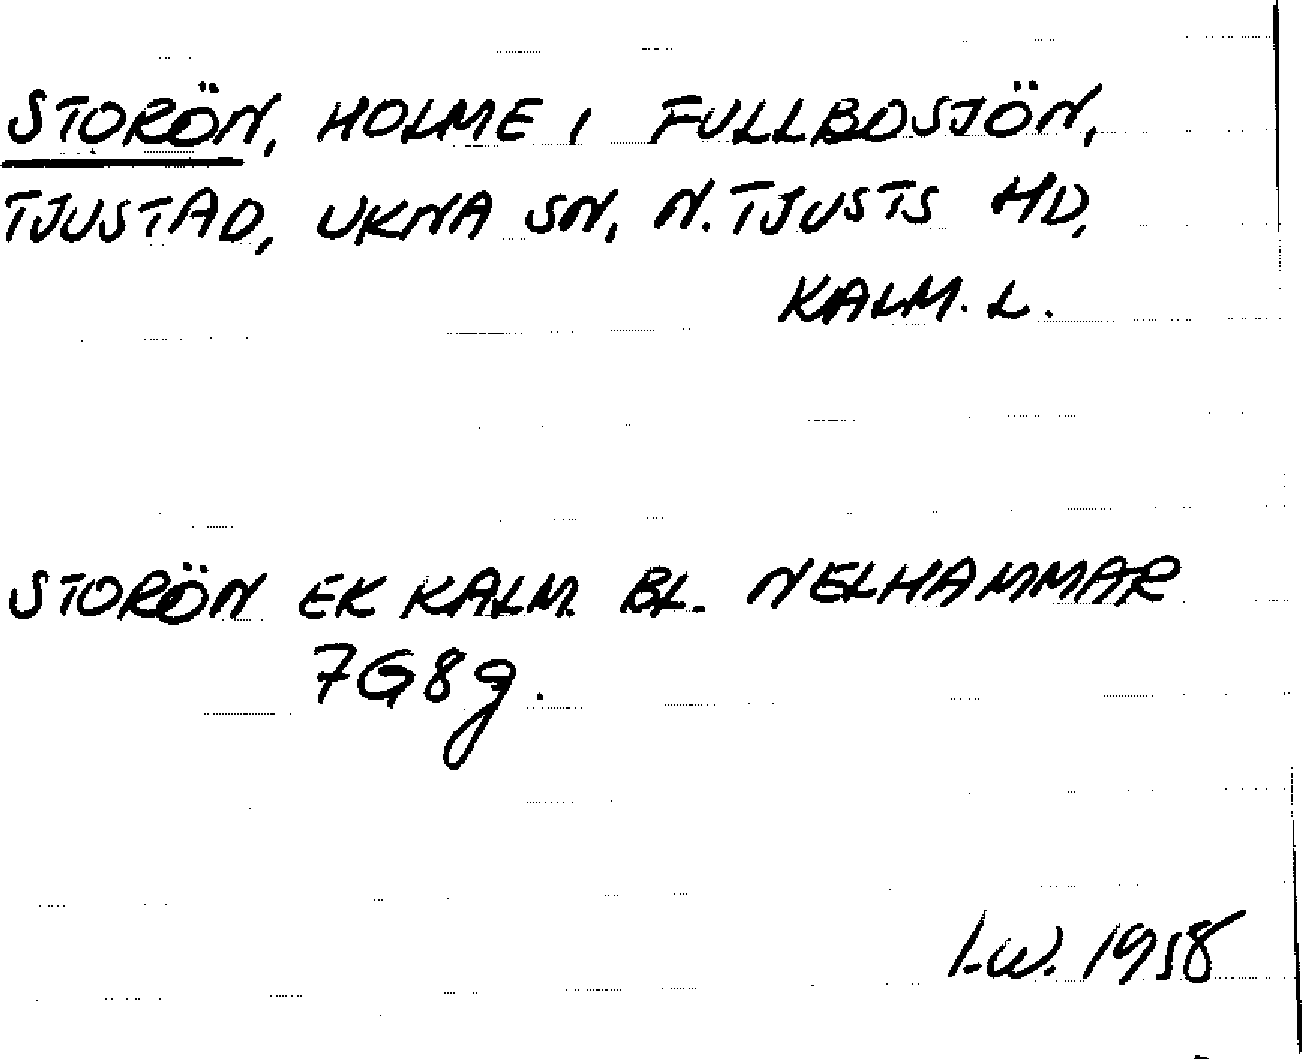 STORÖN, HOLME I FULLBOSJÖN,
TJUSTAD, UKNA SN, N. TJUSTS HD,
KALM. L.
STORÖN EK KALM. BL. NELHAMMAR
7G8g.
I.W. 1958